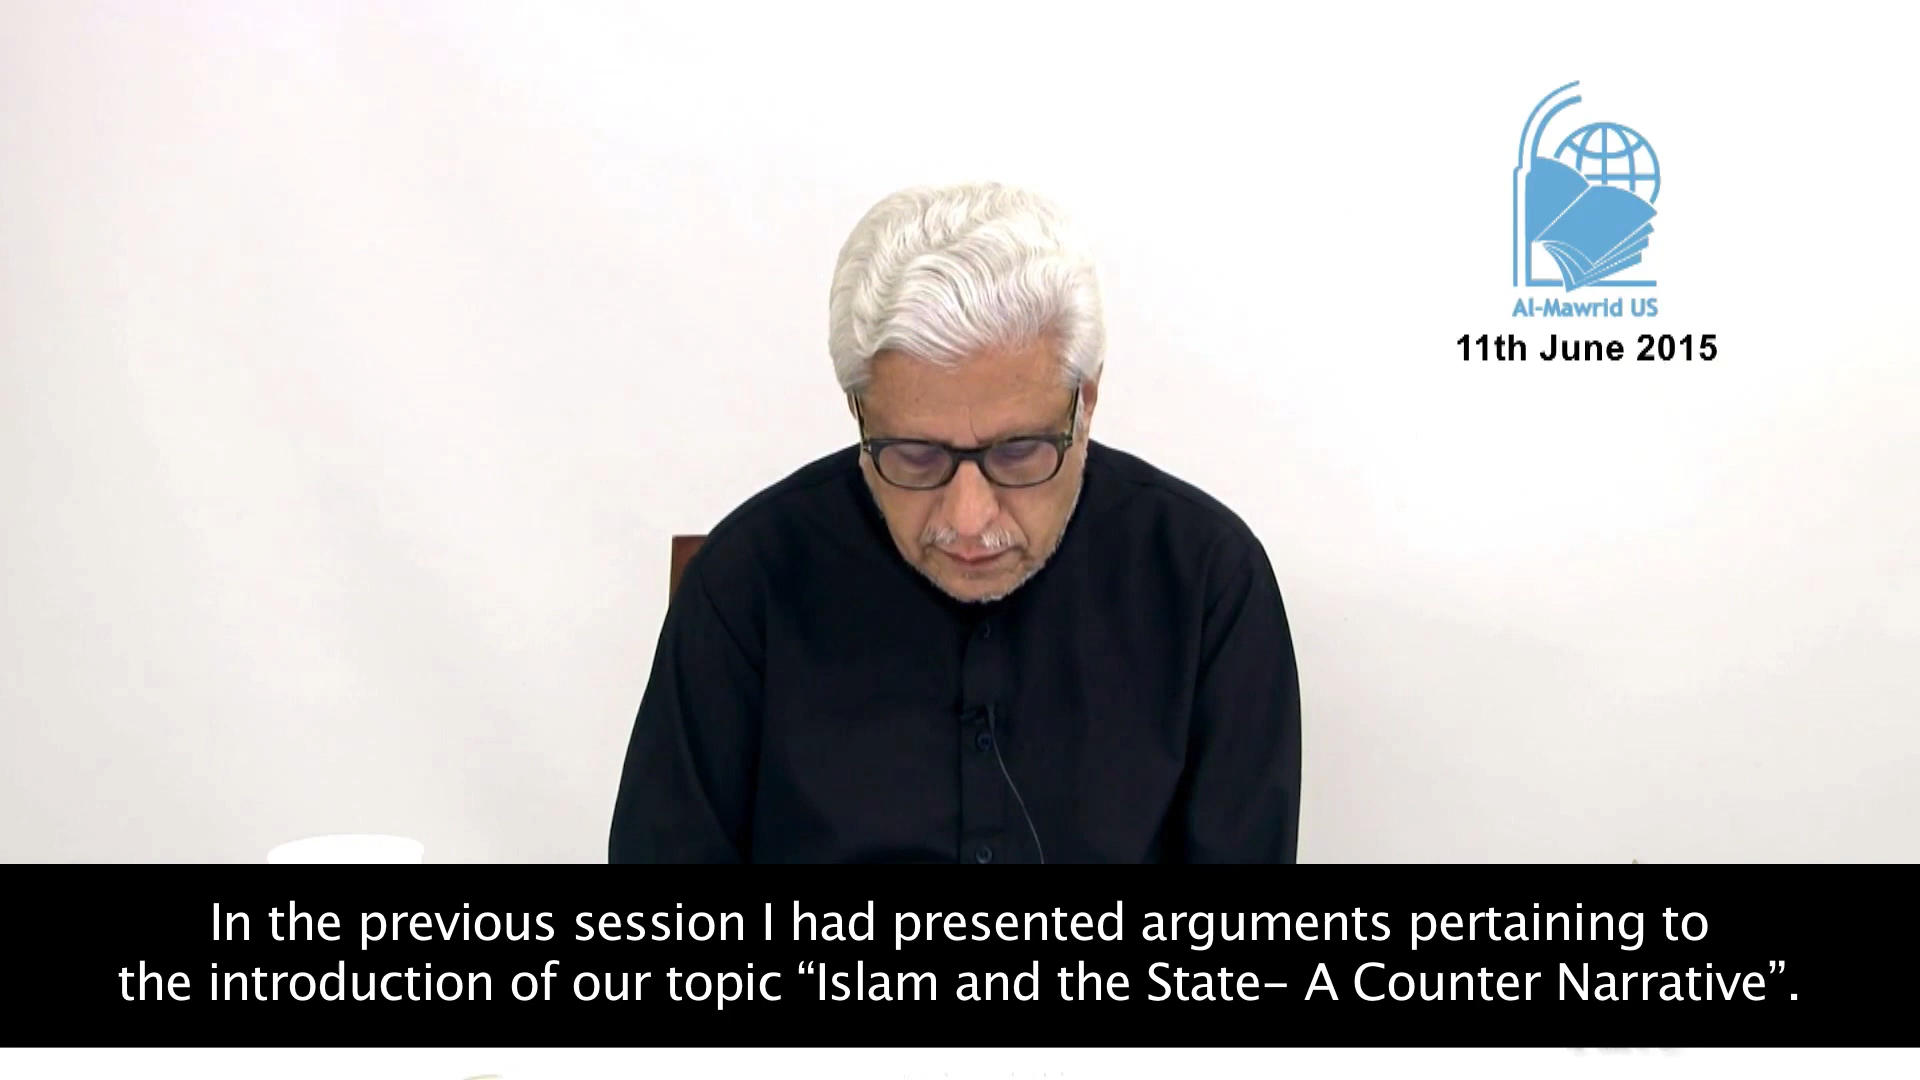 Al-Mawrid US
11th June 2015
In the previous session I had presented arguments pertaining to
the introduction of our topic “Islam and the State– A Counter Narrative”.